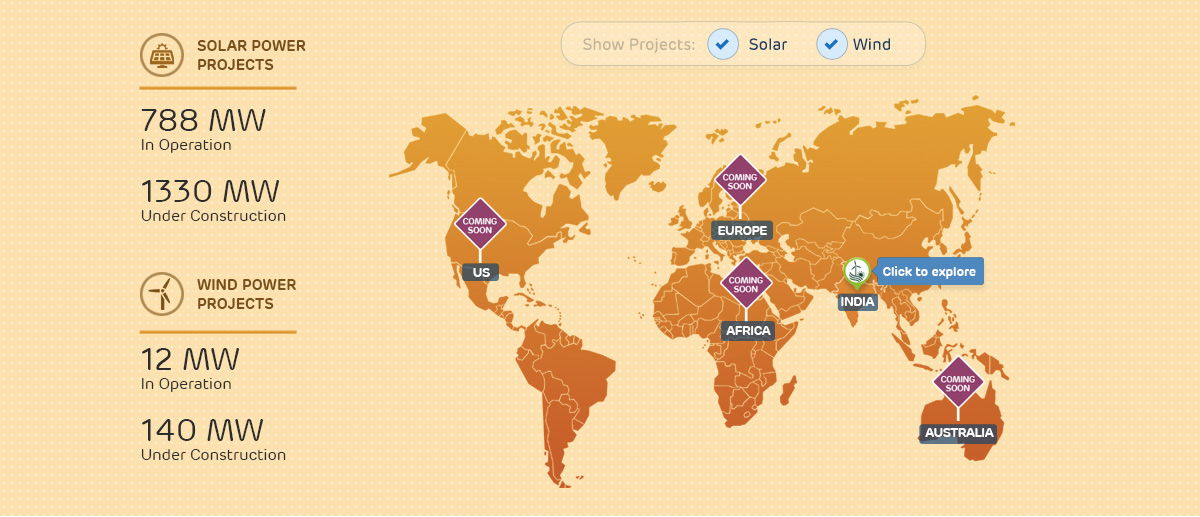 SOLAR POWER
PROJECTS
788 MW
In Operation
1330 MW
Under Construction
WIND POWER
PROJECTS
12 MW
In Operation
140 MW
Under Construction
Show Projects: Solar Wind
COMING
SOON
EUROPE
COMING
SOON
US
COMING
SOON
AFRICA
Click to explore
INDIA
COMING
SOON
AUSTRALIA